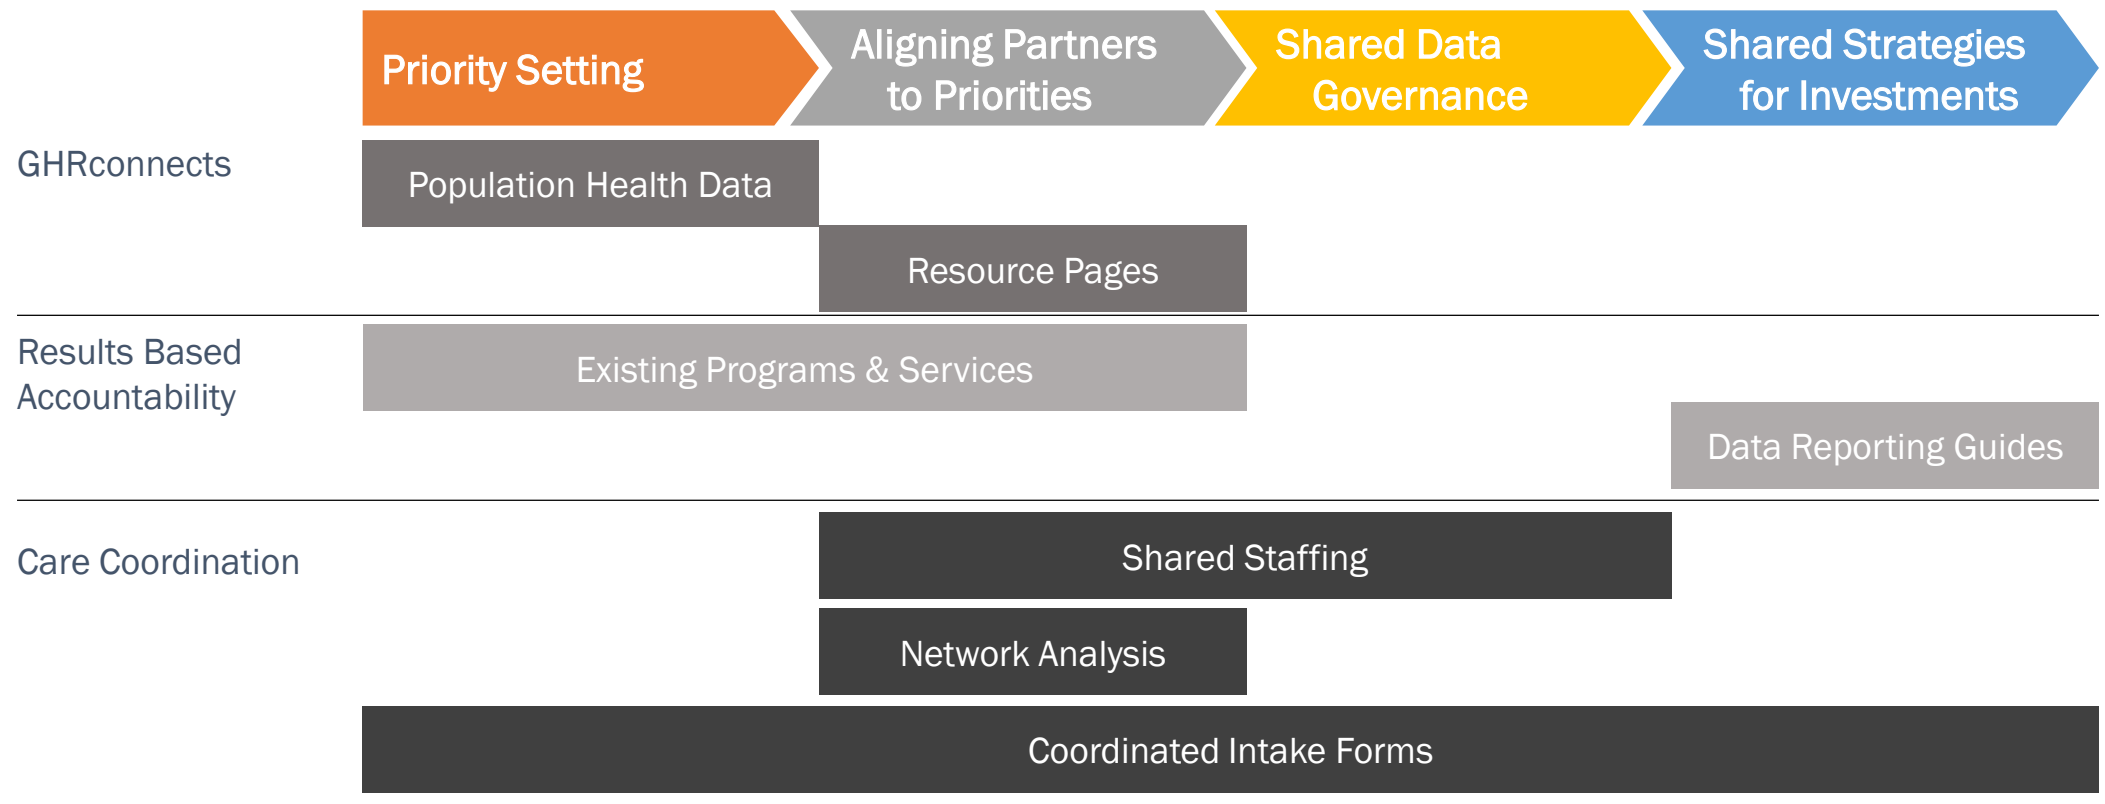 Priority Setting
Aligning Partners
to Priorities
Shared Data
Governance
Shared Strategies
for Investments
GHRconnects
Population Health Data
Resource Pages
Results Based
Accountability
Existing Programs & Services
Data Reporting Guides
Care Coordination
Shared Staffing
Network Analysis
Coordinated Intake Forms